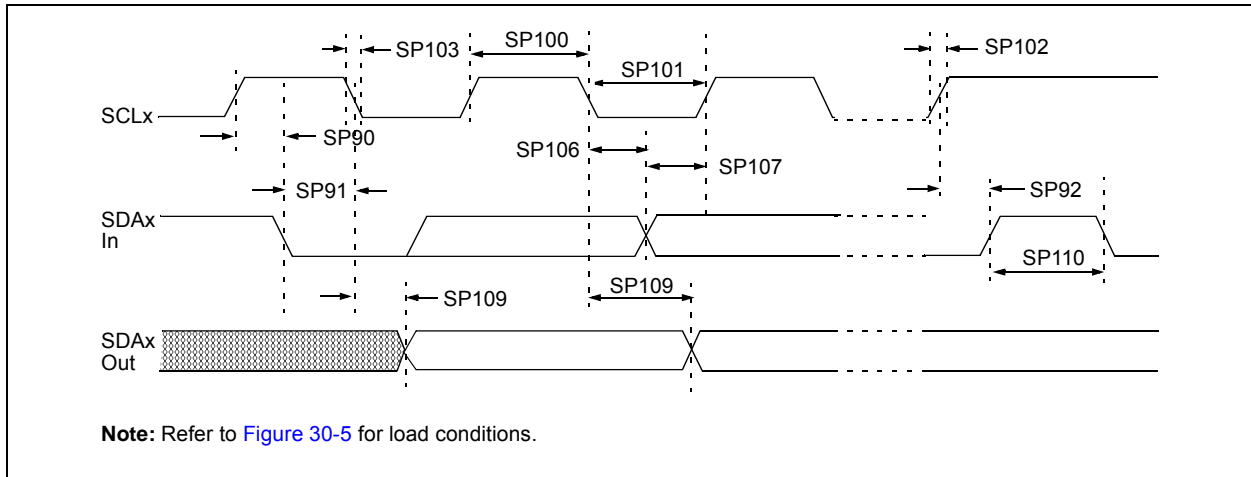 SP103
SP100
SP102
SP101
SCLx
SP90
SP106
SP107
SP91
SP92
SDAx
In
SP110
SP109
SP109
SDAx
Out
Note: Refer to Figure 30-5 for load conditions.